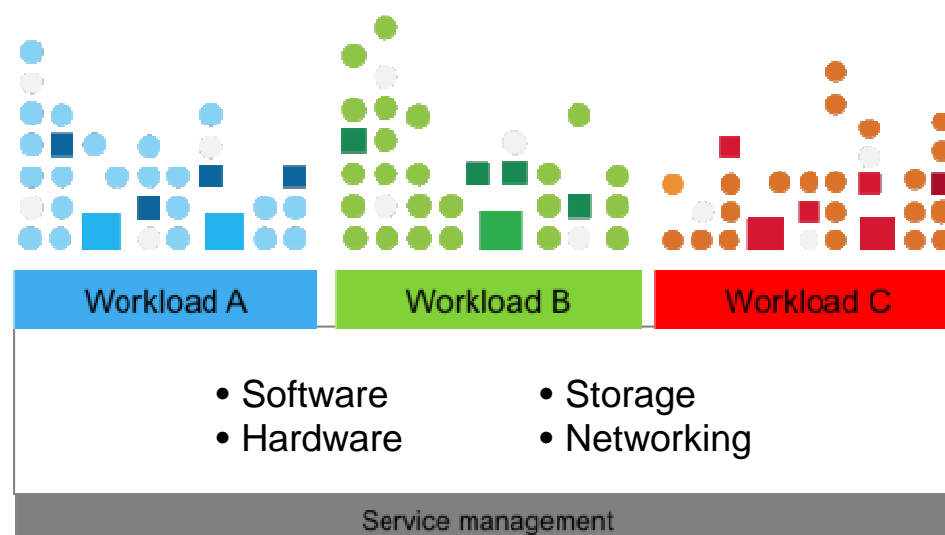 Workload A
Workload B
Workload C
• Software
• Hardware
• Storage
• Networking
Service management